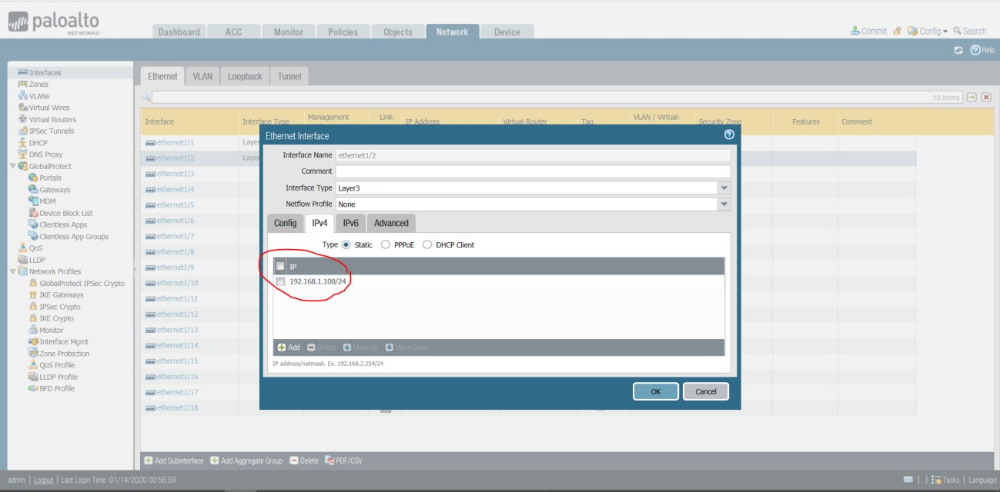 paloalto
NETWORKS
Dashboard ACC Monitor Policies Objects Network Device
Commit Config Search
Help
Interfaces
Zones
VLANs
Virtual Wires
Virtual Routers
IPSec Tunnels
DHCP
DNS Proxy
GlobalProtect
Portals
Gateways
MDM
Device Block List
Clientless Apps
Clientless App Groups
QoS
LLDP
Network Profiles
GlobalProtect IPSec Crypto
IKE Gateways
IPSec Crypto
IKE Crypto
Monitor
Interface Mgmt
Zone Protection
QoS Profile
LLDP Profile
BFD Profile
Ethernet VLAN Loopback Tunnel
18 items
Interface Interface Type Management Link IP Address Virtual Router Tag VLAN / Virtual- Security Zone Features Comment
ethernet1/1 Layer
ethernet1/2 Layer
ethernet1/3
ethernet1/4
ethernet1/5
ethernet1/6
ethernet1/7
ethernet1/8
ethernet1/9
ethernet1/10
ethernet1/11
ethernet1/12
ethernet1/13
ethernet1/14
ethernet1/15
ethernet1/16
ethernet1/17
ethernet1/18
Ethernet Interface
Interface Name ethernet1/2
Comment
Interface Type Layer3
Netflow Profile None
Config IPv4 IPv6 Advanced
Type Static PPPoE DHCP Client
IP
192.168.1.100/24
Add Delete Move Up Move Down
IP address/netmask. Ex. 192.168.2.254/24
OK Cancel
Add Subinterface Add Aggregate Group Delete PDF/CSV
admin | Logout | Last Login Time: 01/14/2020 00:56:59
Tasks | Language